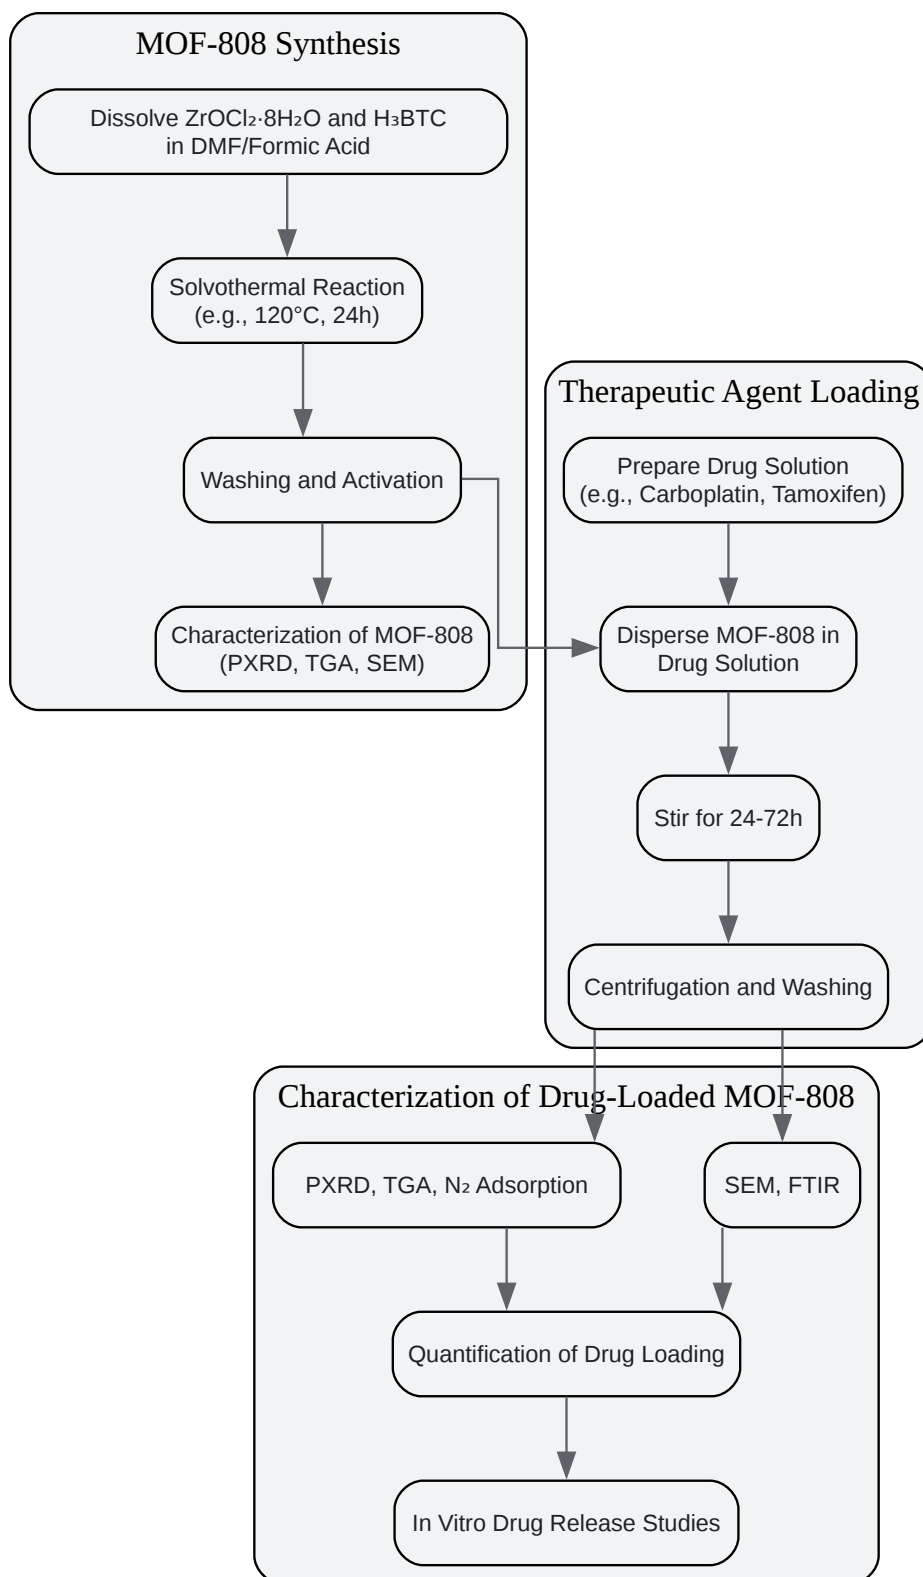 MOF-808 Synthesis
Dissolve ZrOCl₂·8H₂O and H₃BTC
in DMF/Formic Acid
Solvothermal Reaction
(e.g., 120°C, 24h)
Washing and Activation
Characterization of MOF-808
(PXRD, TGA, SEM)
Therapeutic Agent Loading
Prepare Drug Solution
(e.g., Carboplatin, Tamoxifen)
Disperse MOF-808 in
Drug Solution
Stir for 24-72h
Centrifugation and Washing
Characterization of Drug-Loaded MOF-808
PXRD, TGA, N₂ Adsorption
SEM, FTIR
Quantification of Drug Loading
In Vitro Drug Release Studies